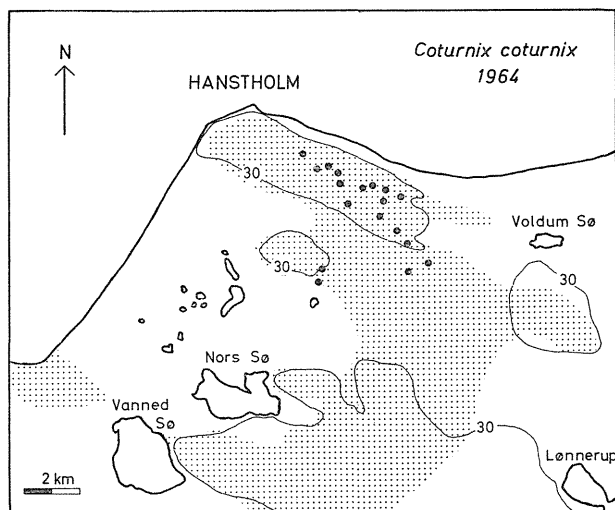 N
Coturnix coturnix
1964
HANSTHOLM
30
Voldum Sø
30
30
Nors Sø
Vanned
Sø
30
Lønnerup
2 km